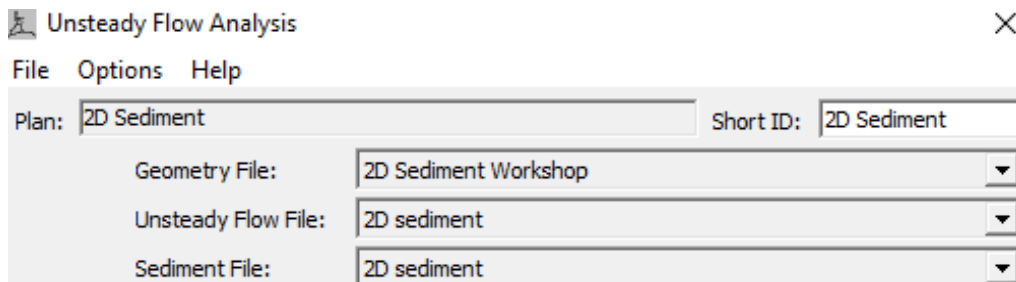 Unsteady Flow Analysis
File Options Help
Plan: 2D Sediment Short ID: 2D Sediment
Geometry File: 2D Sediment Workshop
Unsteady Flow File: 2D sediment
Sediment File: 2D sediment